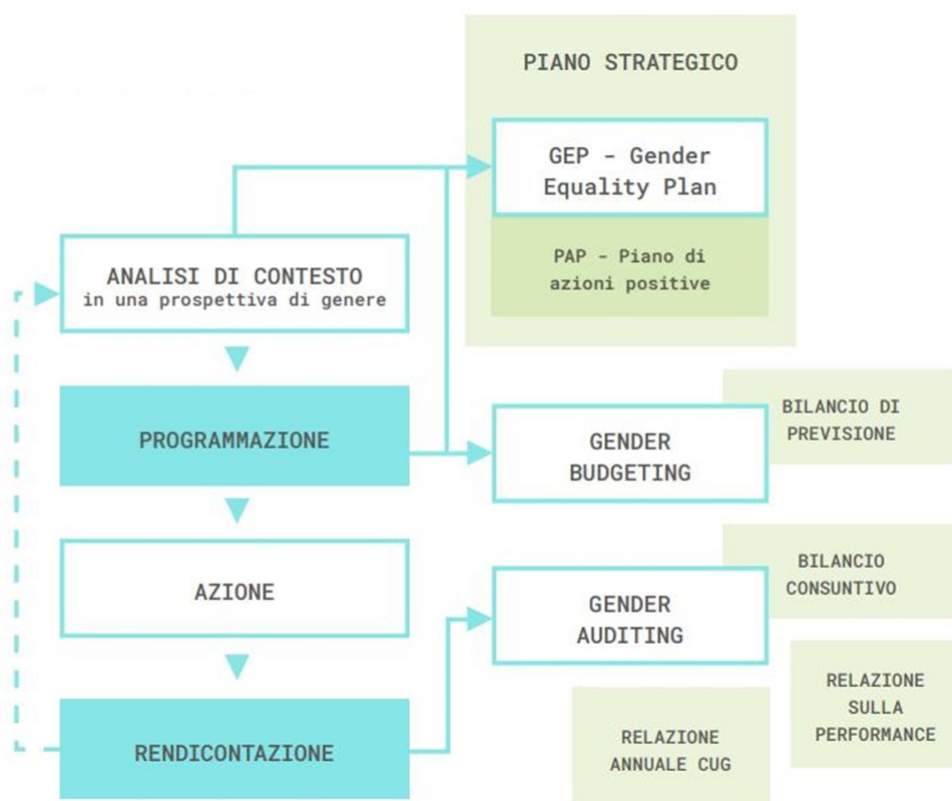 PIANO STRATEGICO
GEP - Gender
Equality Plan
PAP - Piano di
azioni positive
ANALISI DI CONTESTO
in una prospettiva di genere
PROGRAMMAZIONE
AZIONE
RENDICONTAZIONE
GENDER
BUDGETING
BILANCIO DI
PREVISIONE
GENDER
AUDITING
BILANCIO
CONSUNTIVO
RELAZIONE
ANNUALE CUG
RELAZIONE
SULLA
PERFORMANCE